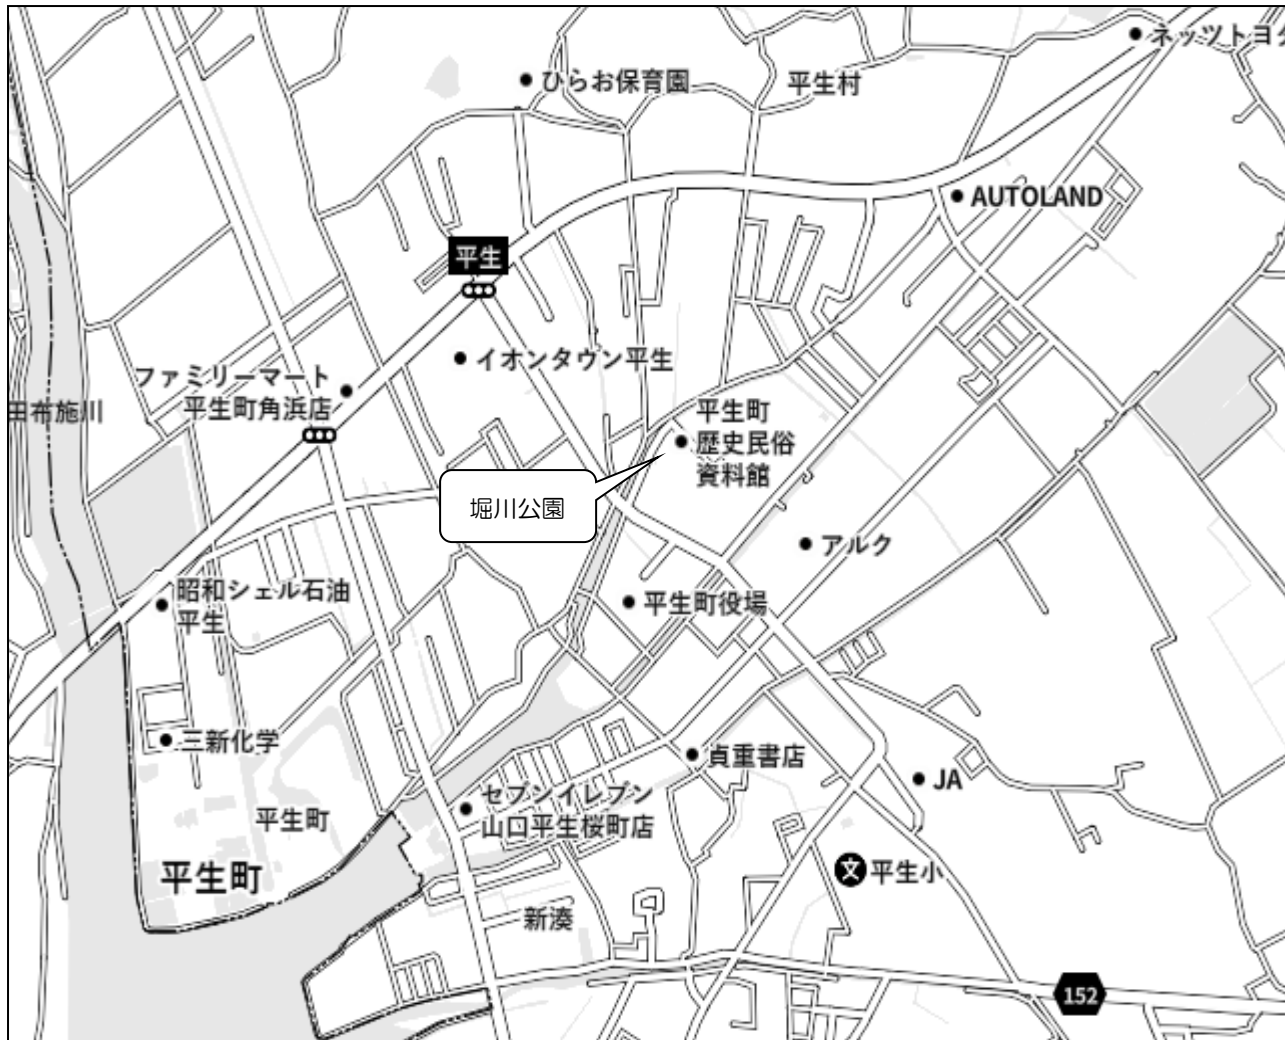 ネッツトヨタ
ひらお保育園
平生村
AUTOLAND
平生
イオンタウン平生
ファミリーマート
平生町角浜店
田布施川
平生町
歴史民俗
資料館
堀川公園
アルク
昭和シェル石油
平生
平生町役場
三新化学
貞重書店
JA
セブンイレブン
山口平生桜町店
平生町
平生町
文 平生小
新湊
152